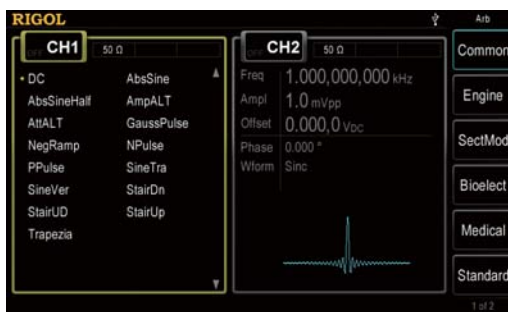 RIGOL
Arb
OFF CH1 50 Ω
• DC AbsSine
AbsSineHalf AmpALT
AttALT GaussPulse
NegRamp NPulse
PPulse SineTra
SineVer StairDn
StairUD StairUp
Trapezia
OFF CH2 50 Ω
Freq 1.000,000,000 kHz
Ampl 1.0 mVpp
Offset 0.000,0 VDC
Phase 0.000 °
Wform Sinc
Common
Engine
SectMod
Bioelect
Medical
Standard
1 of 2